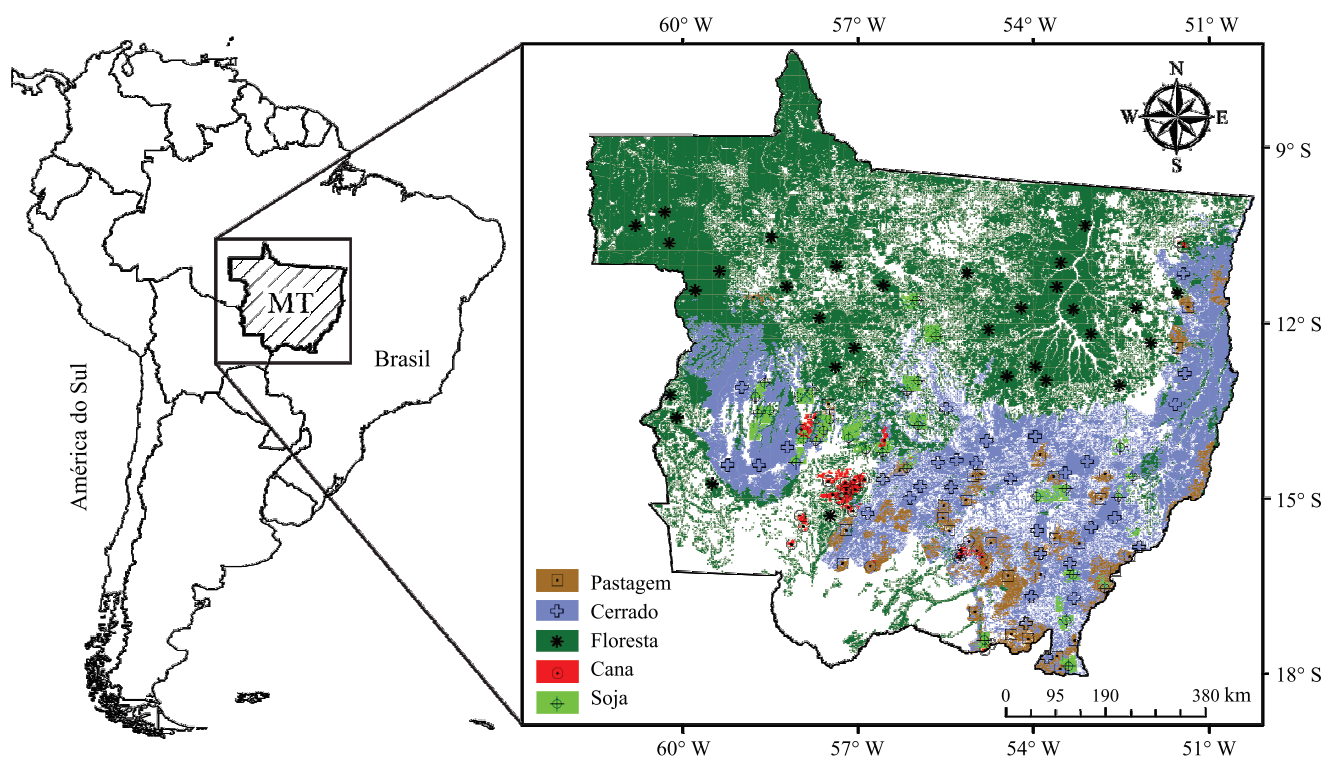 60° W 57° W 54° W 51° W
N
W E
S
9° S
12° S
15° S
18° S
MT
Brasil
América do Sul
Pastagem
Cerrado
Floresta
Cana
Soja
0 95 190 380 km
60° W 57° W 54° W 51° W